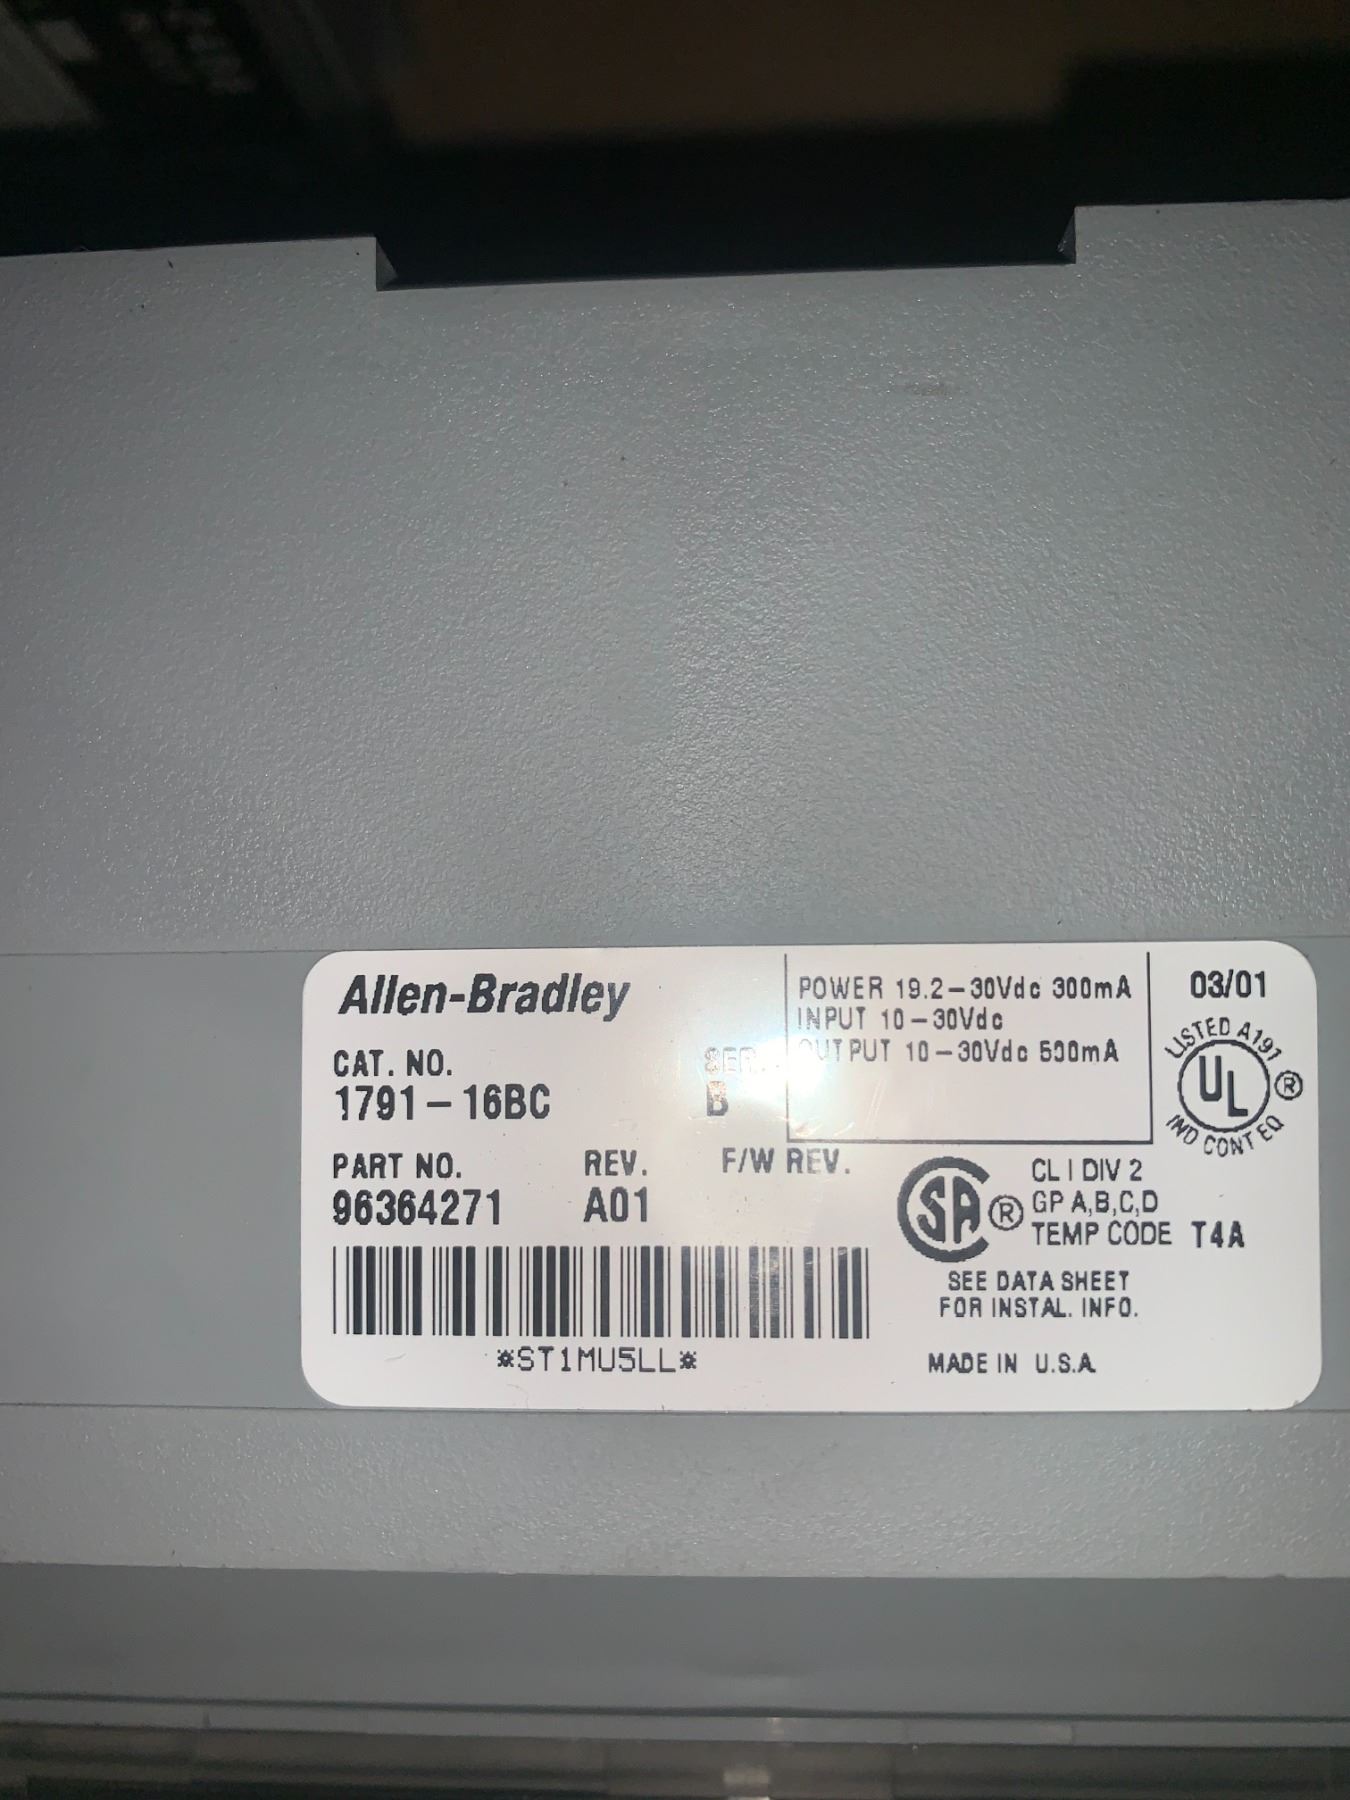 Allen-Bradley
CAT. NO. SER.
1791-16BC B
PART NO. REV. F/W REV.
96364271 A01
*ST1MU5LL*
POWER 19.2-30Vdc 300mA
INPUT 10-30Vdc
OUTPUT 10-30Vdc 500mA
03/01
LISTED A197
UL ®
IND CONT EQ
SA ®
CL I DIV 2
GP A,B,C,D
TEMP CODE T4A
SEE DATA SHEET
FOR INSTAL. INFO.
MADE IN U.S.A.